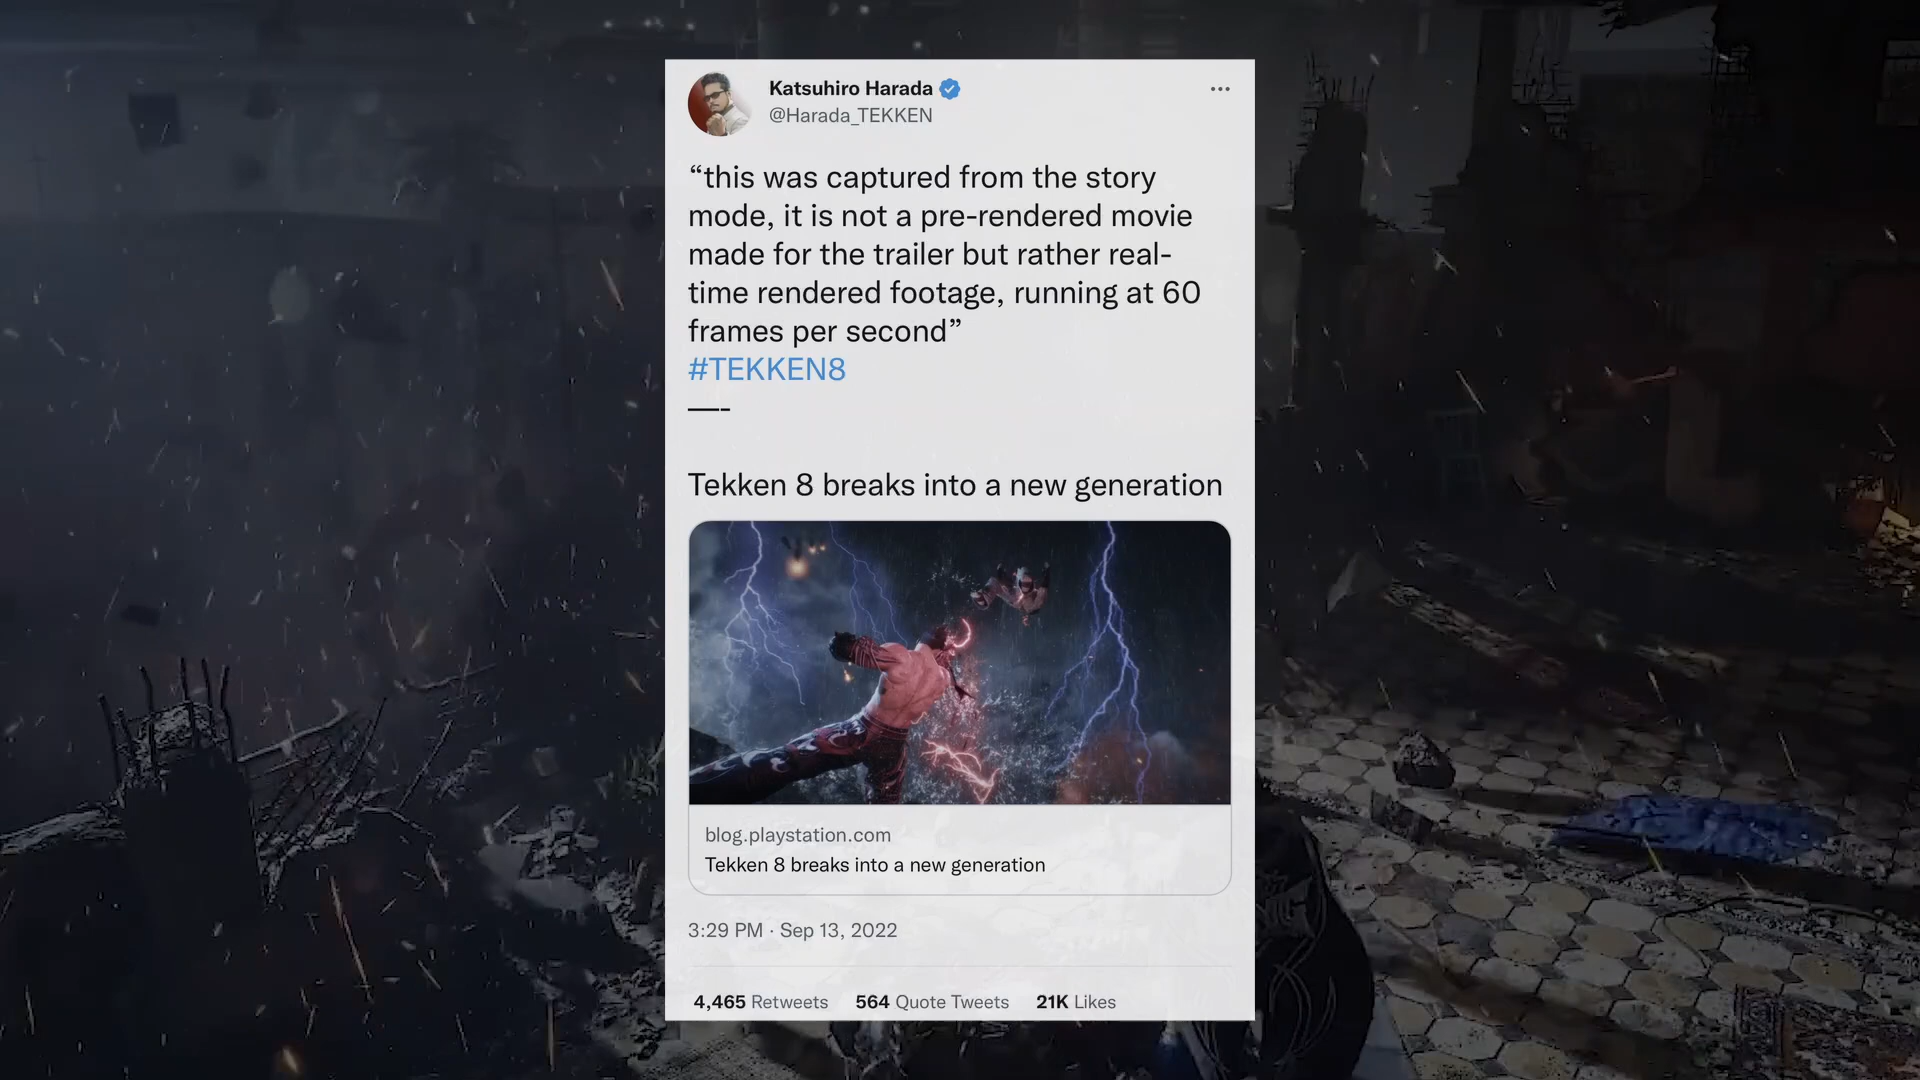 Katsuhiro Harada
@Harada_TEKKEN
“this was captured from the story
mode, it is not a pre-rendered movie
made for the trailer but rather real-
time rendered footage, running at 60
frames per second”
#TEKKEN8
—-
Tekken 8 breaks into a new generation
blog.playstation.com
Tekken 8 breaks into a new generation
3:29 PM · Sep 13, 2022
4,465 Retweets 564 Quote Tweets 21K Likes